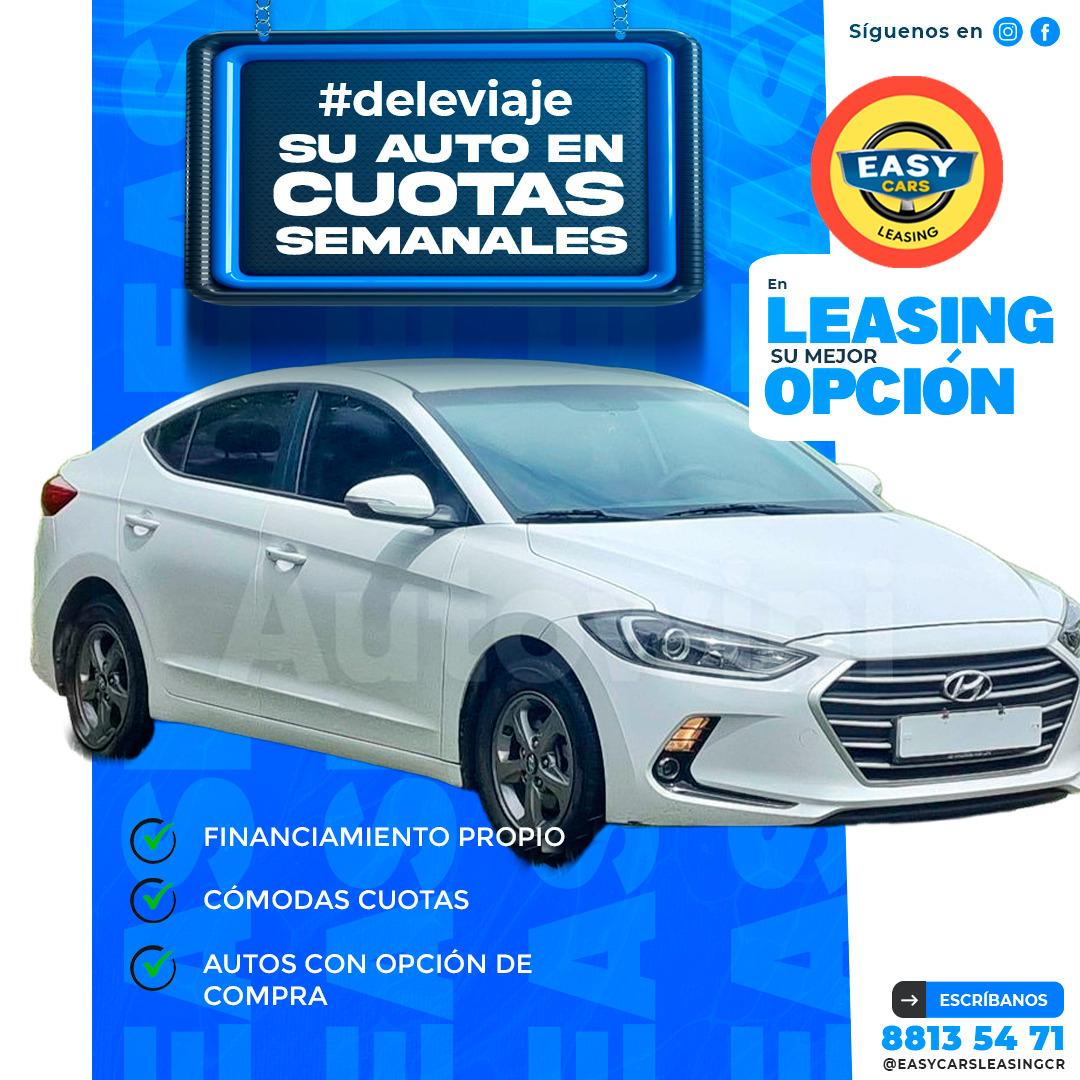 Síguenos en
#deleviaje
SU AUTO EN
CUOTAS
SEMANALES
EASY
CARS
LEASING
En
LEASING
SU MEJOR
OPCIÓN
Autowini
FINANCIAMIENTO PROPIO
CÓMODAS CUOTAS
AUTOS CON OPCIÓN DE
COMPRA
ESCRÍBANOS
8813 54 71
@EASYCARSLEASINGCR